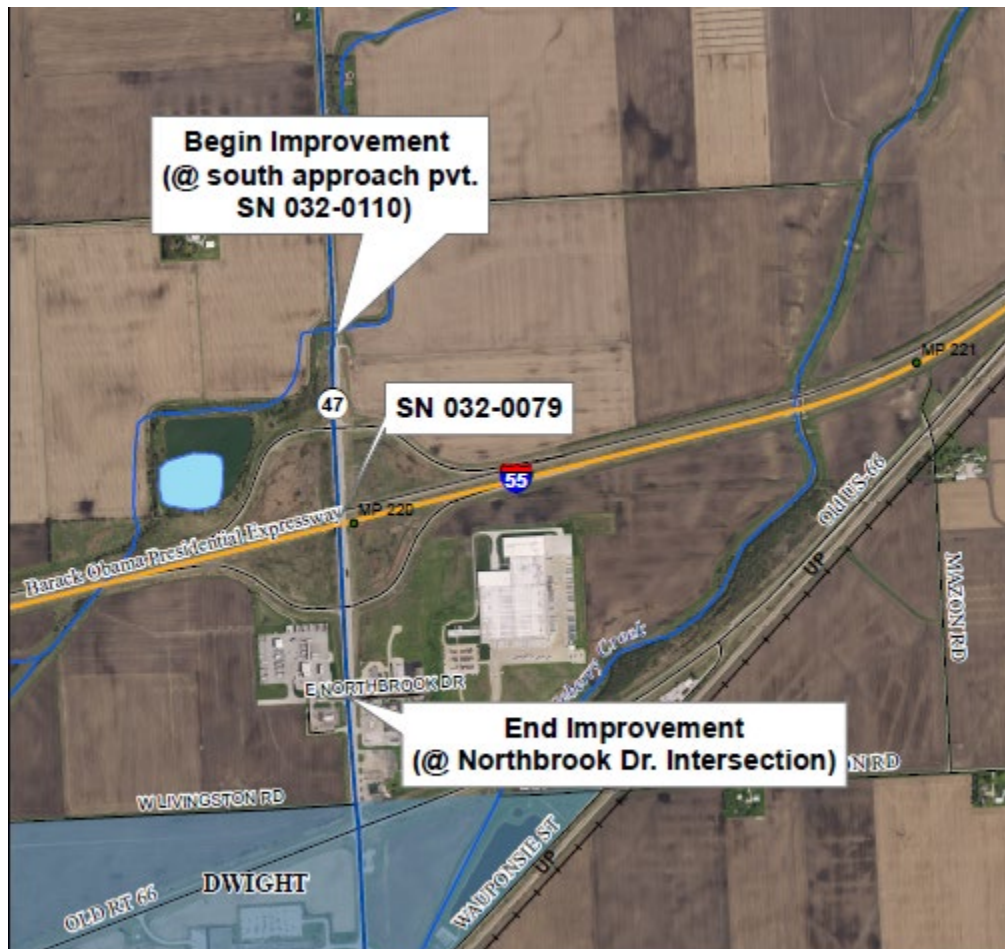 Begin Improvement
(@ south approach pvt.
SN 032-0110)
MP 221
47
SN 032-0079
55
MP 220
Barack Obama Presidential Expressway
Old US-66
UP
MAZON RD
E NORTHBROOK DR
Creek
End Improvement
(@ Northbrook Dr. Intersection)
RD
W LIVINGSTON RD
DWIGHT
OLD RT 66
WAUPONSIE ST
UP